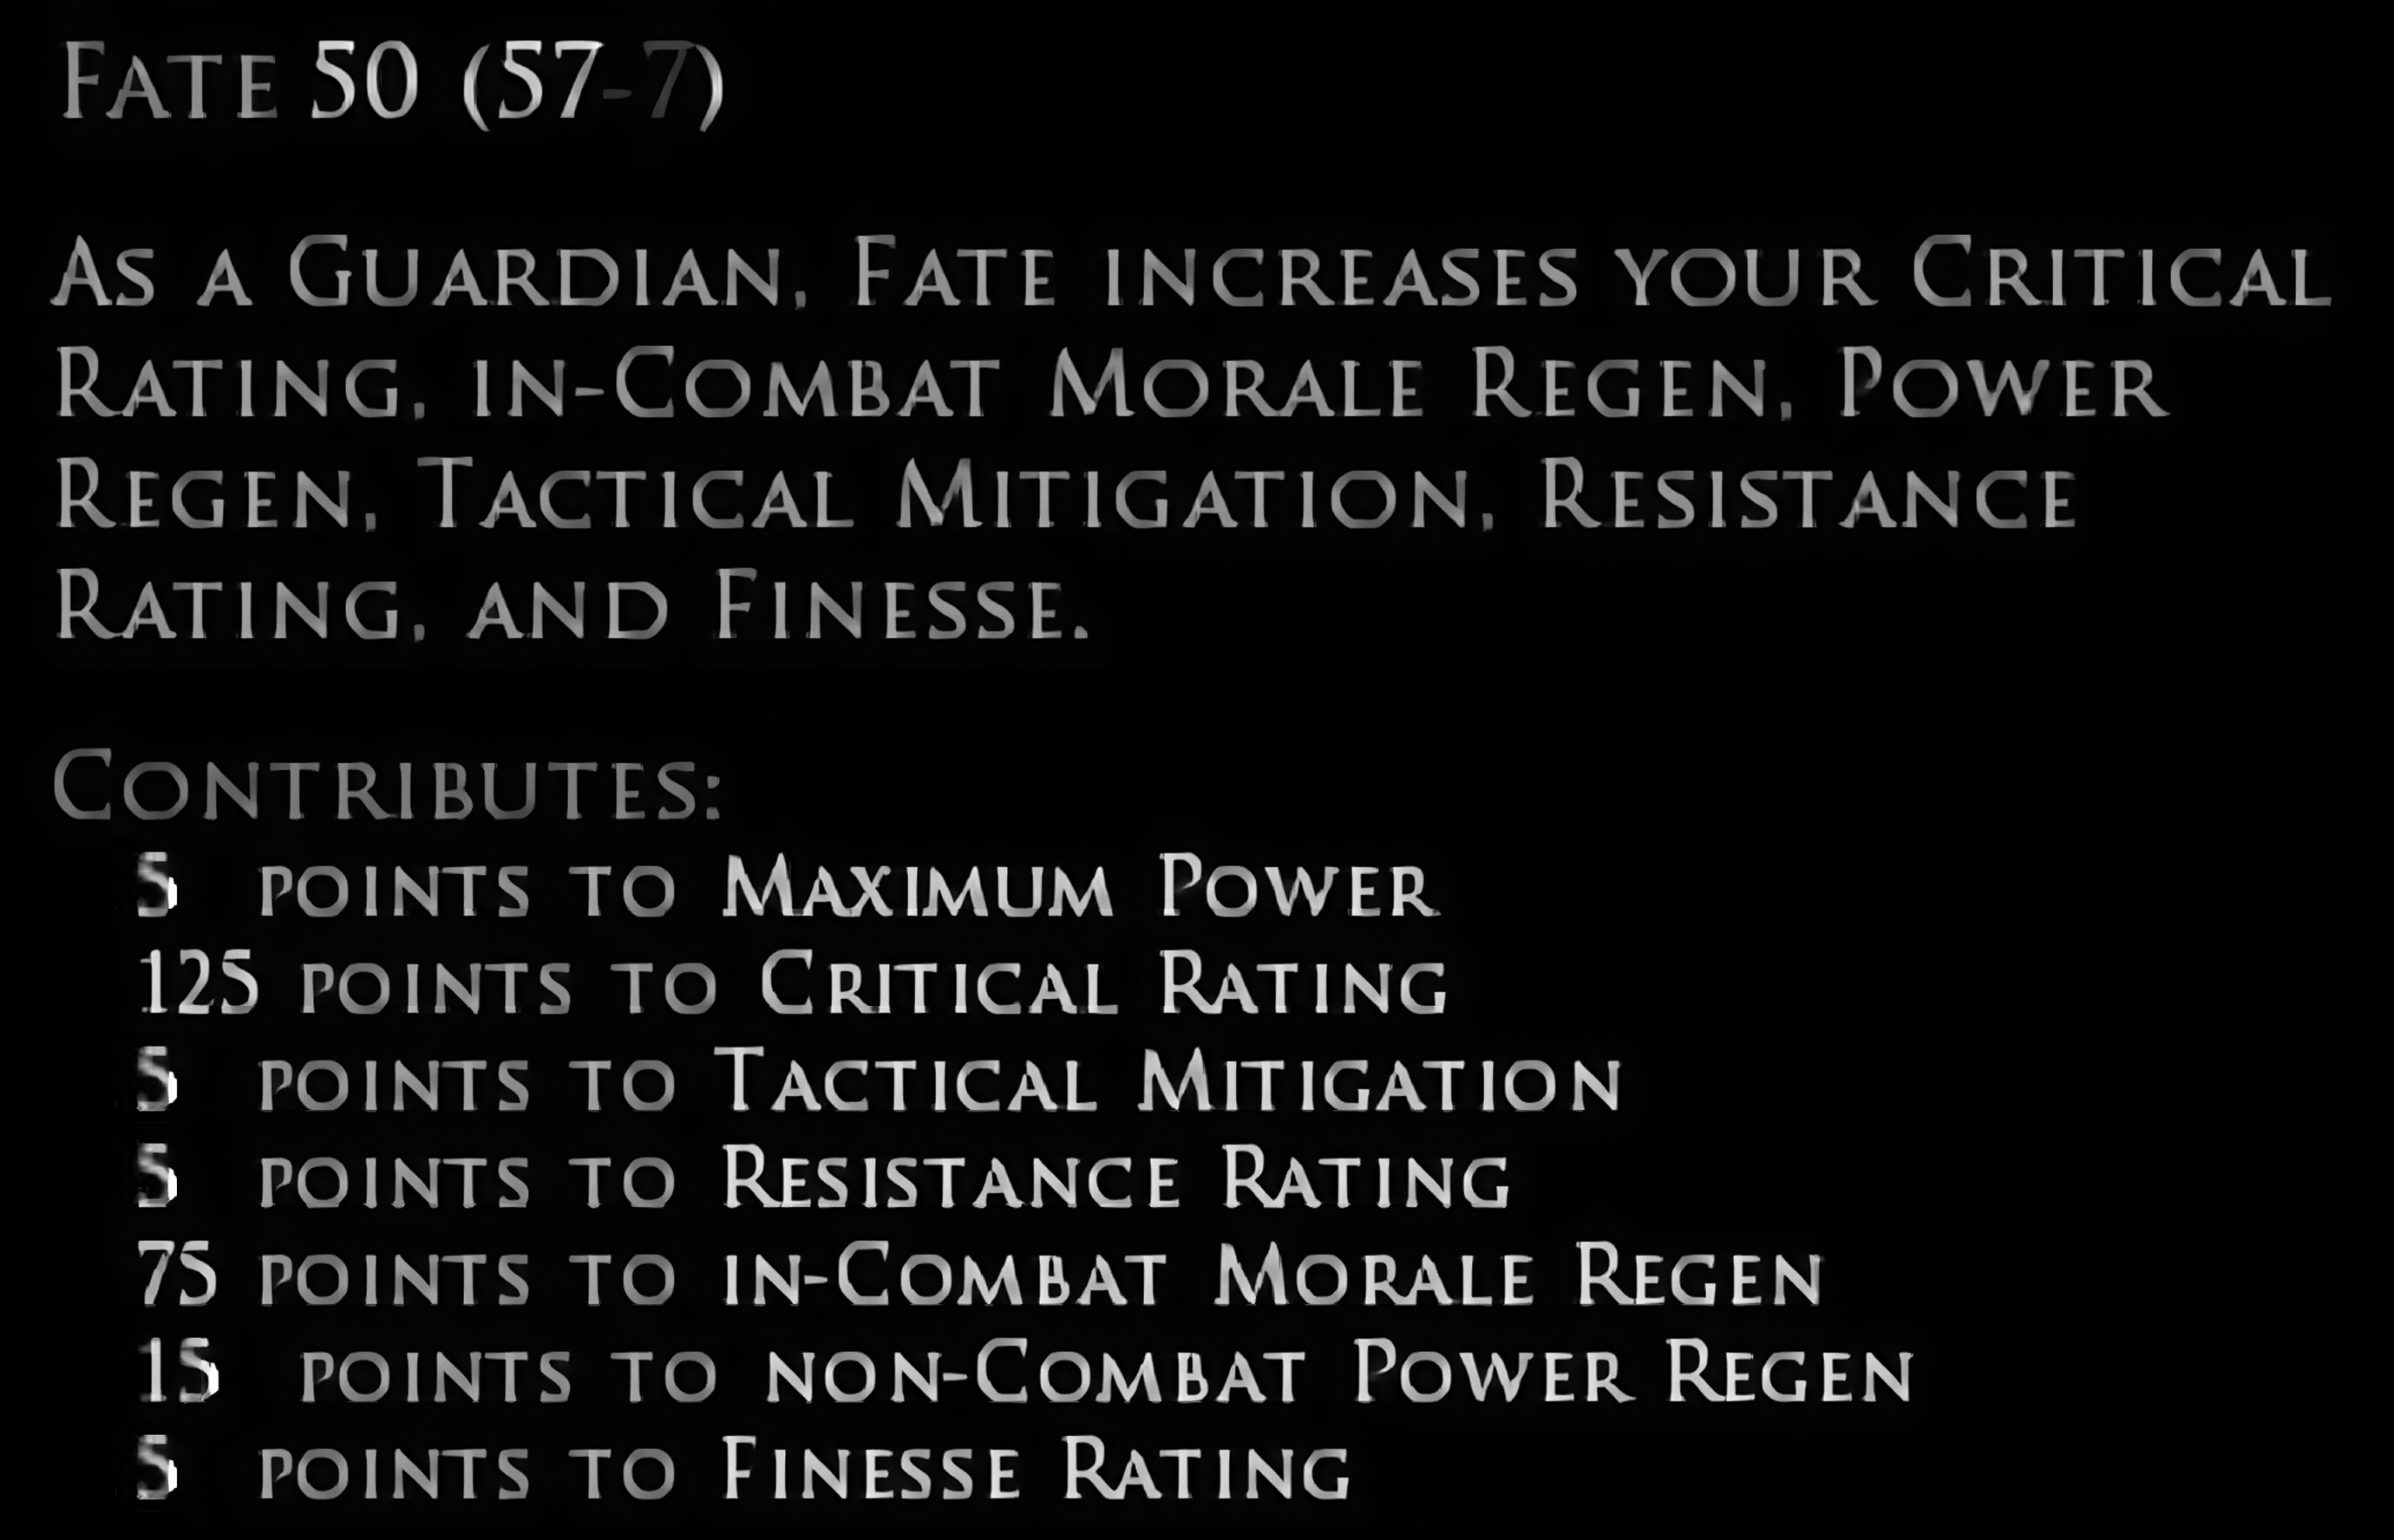 Fate 50 (57-7)
As a Guardian, Fate increases your Critical
Rating, in-Combat Morale Regen, Power
Regen, Tactical Mitigation, Resistance
Rating, and Finesse.
Contributes:
5 points to Maximum Power
125 points to Critical Rating
5 points to Tactical Mitigation
5 points to Resistance Rating
75 points to in-Combat Morale Regen
15 points to non-Combat Power Regen
5 points to Finesse Rating